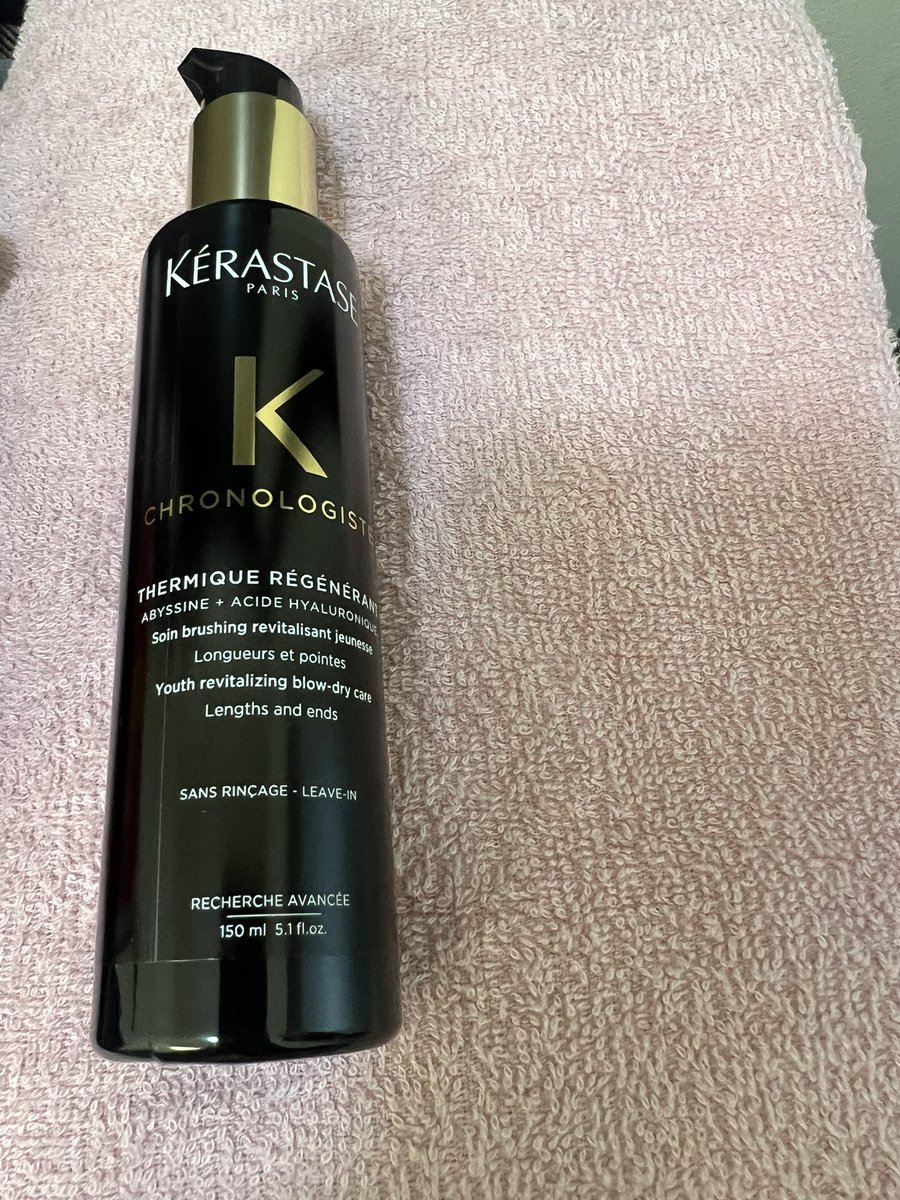 KÉRASTASE
PARIS
K
CHRONOLOGISTE
THERMIQUE RÉGÉNÉRANT
ABYSSINE + ACIDE HYALURONIQUE
Soin brushing revitalisant jeunesse
Longueurs et pointes
Youth revitalizing blow-dry care
Lengths and ends
SANS RINÇAGE - LEAVE-IN
RECHERCHE AVANCÉE
150 ml 5.1 fl.oz.